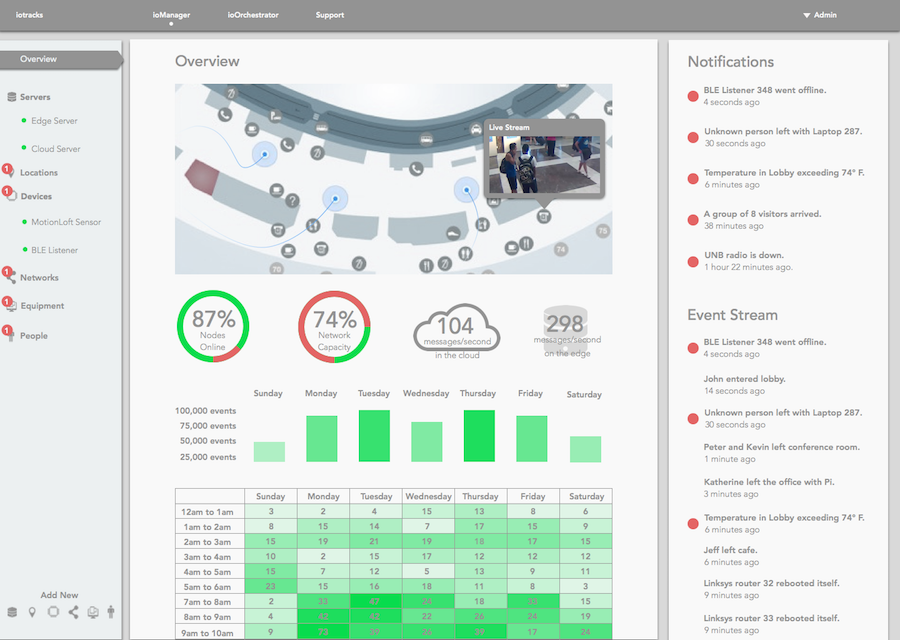 iotracks
ioManager
ioOrchestrator
Support
Admin
Overview
Servers
Edge Server
Cloud Server
1
Locations
1
Devices
MotionLoft Sensor
BLE Listener
1
Networks
1
Equipment
1
People
Add New
Overview
Live Stream
75
74
70
87%
Nodes
Online
74%
Network
Capacity
104
messages/second
in the cloud
298
messages/second
on the edge
Sunday Monday Tuesday Wednesday Thursday Friday Saturday
100,000 events
75,000 events
50,000 events
25,000 events
Sunday Monday Tuesday Wednesday Thursday Friday Saturday
12am to 1am 3 2 4 15 13 8 6
1am to 2am 8 15 14 7 17 15 9
2am to 3am 15 19 21 19 18 17 15
3am to 4am 10 2 15 17 12 12 12
4am to 5am 15 7 12 5 13 9 11
5am to 6am 23 15 16 18 11 8 3
7am to 8am 2 33 47 24 18 15
8am to 9am 4 22 26 24 19
9am to 10am 9 73 17 24
Notifications
BLE Listener 348 went offline.
4 seconds ago
Unknown person left with Laptop 287.
30 seconds ago
Temperature in Lobby exceeding 74° F.
6 minutes ago
A group of 8 visitors arrived.
38 minutes ago
UNB radio is down.
1 hour 22 minutes ago.
Event Stream
BLE Listener 348 went offline.
4 seconds ago
John entered lobby.
14 seconds ago
Unknown person left with Laptop 287.
30 seconds ago
Peter and Kevin left conference room.
1 minute ago
Katherine left the office with Pi.
3 minutes ago
Temperature in Lobby exceeding 74° F.
6 minutes ago
Jeff left cafe.
6 minutes ago
Linksys router 32 rebooted itself.
9 minutes ago
Linksys router 33 rebooted itself.
9 minutes ago